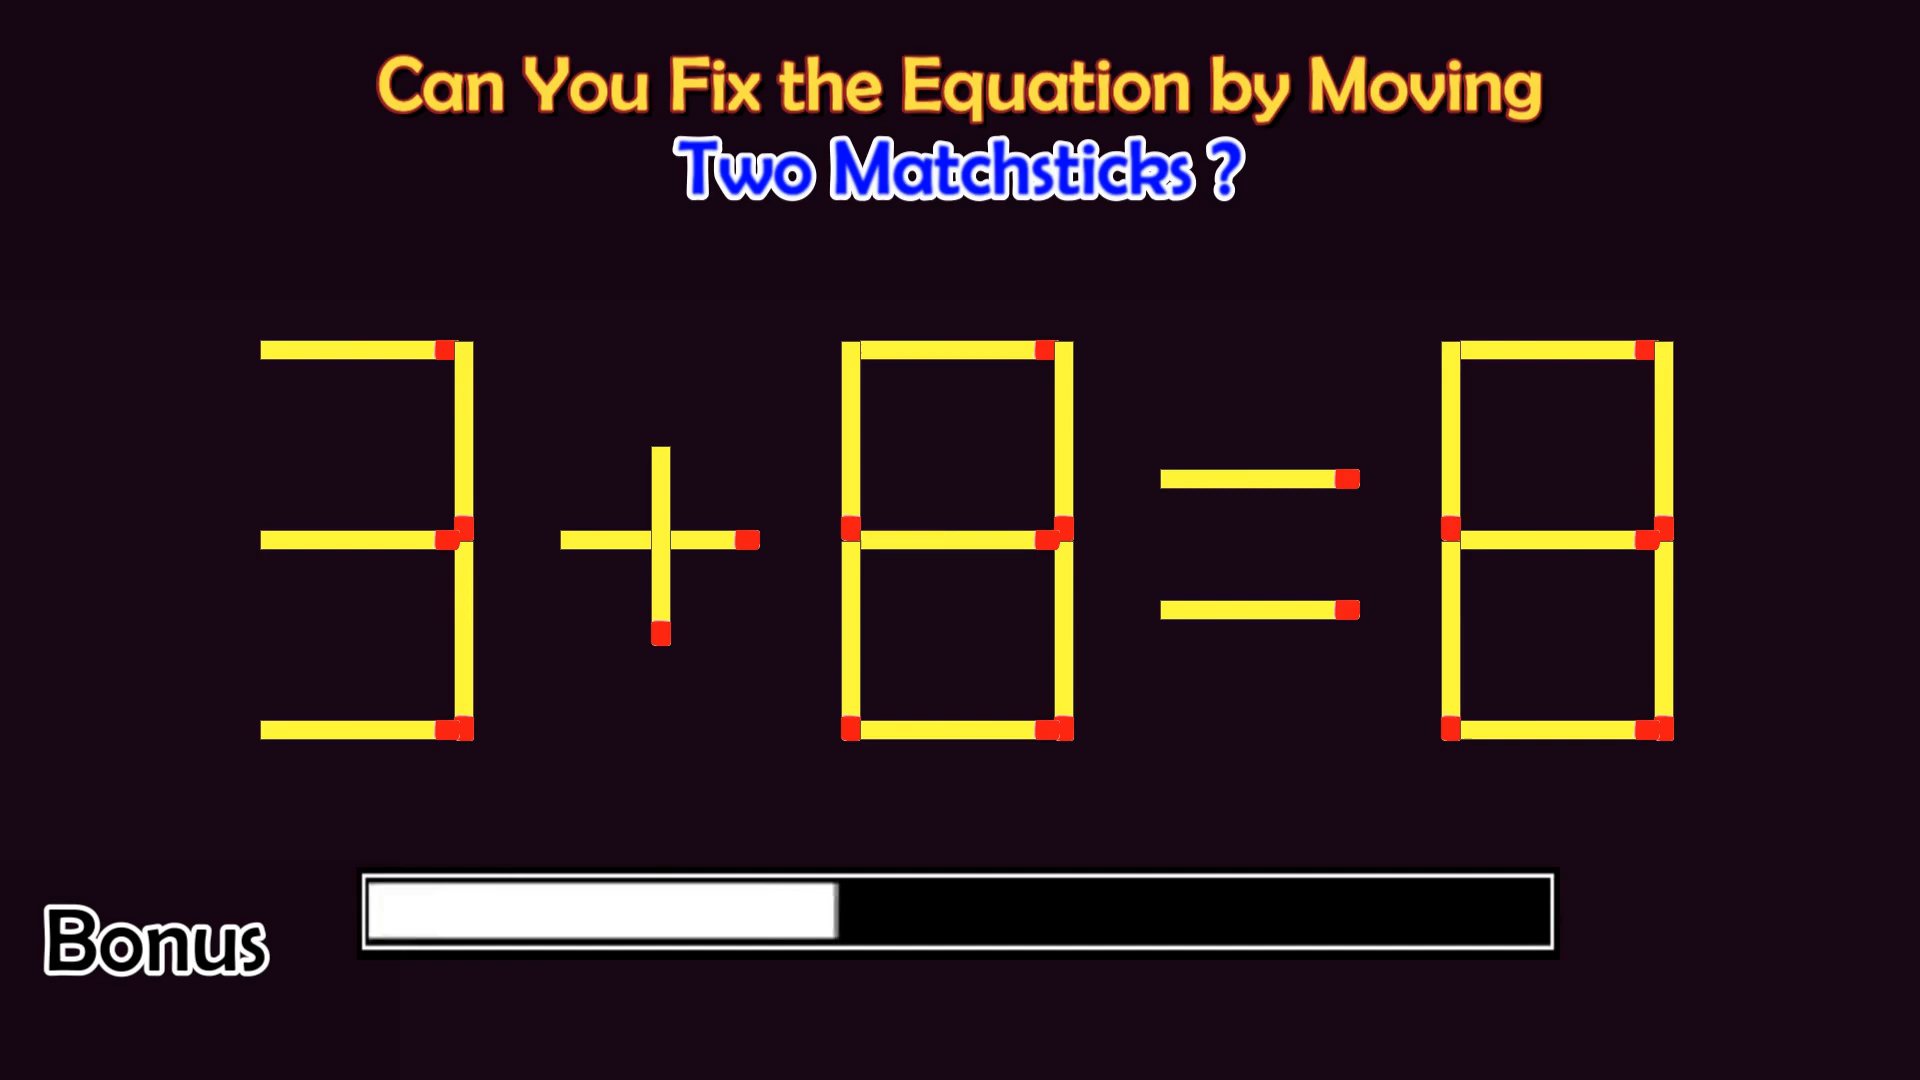 Can You Fix the Equation by Moving
Two Matchsticks ?
3 + 8 = 8
Bonus